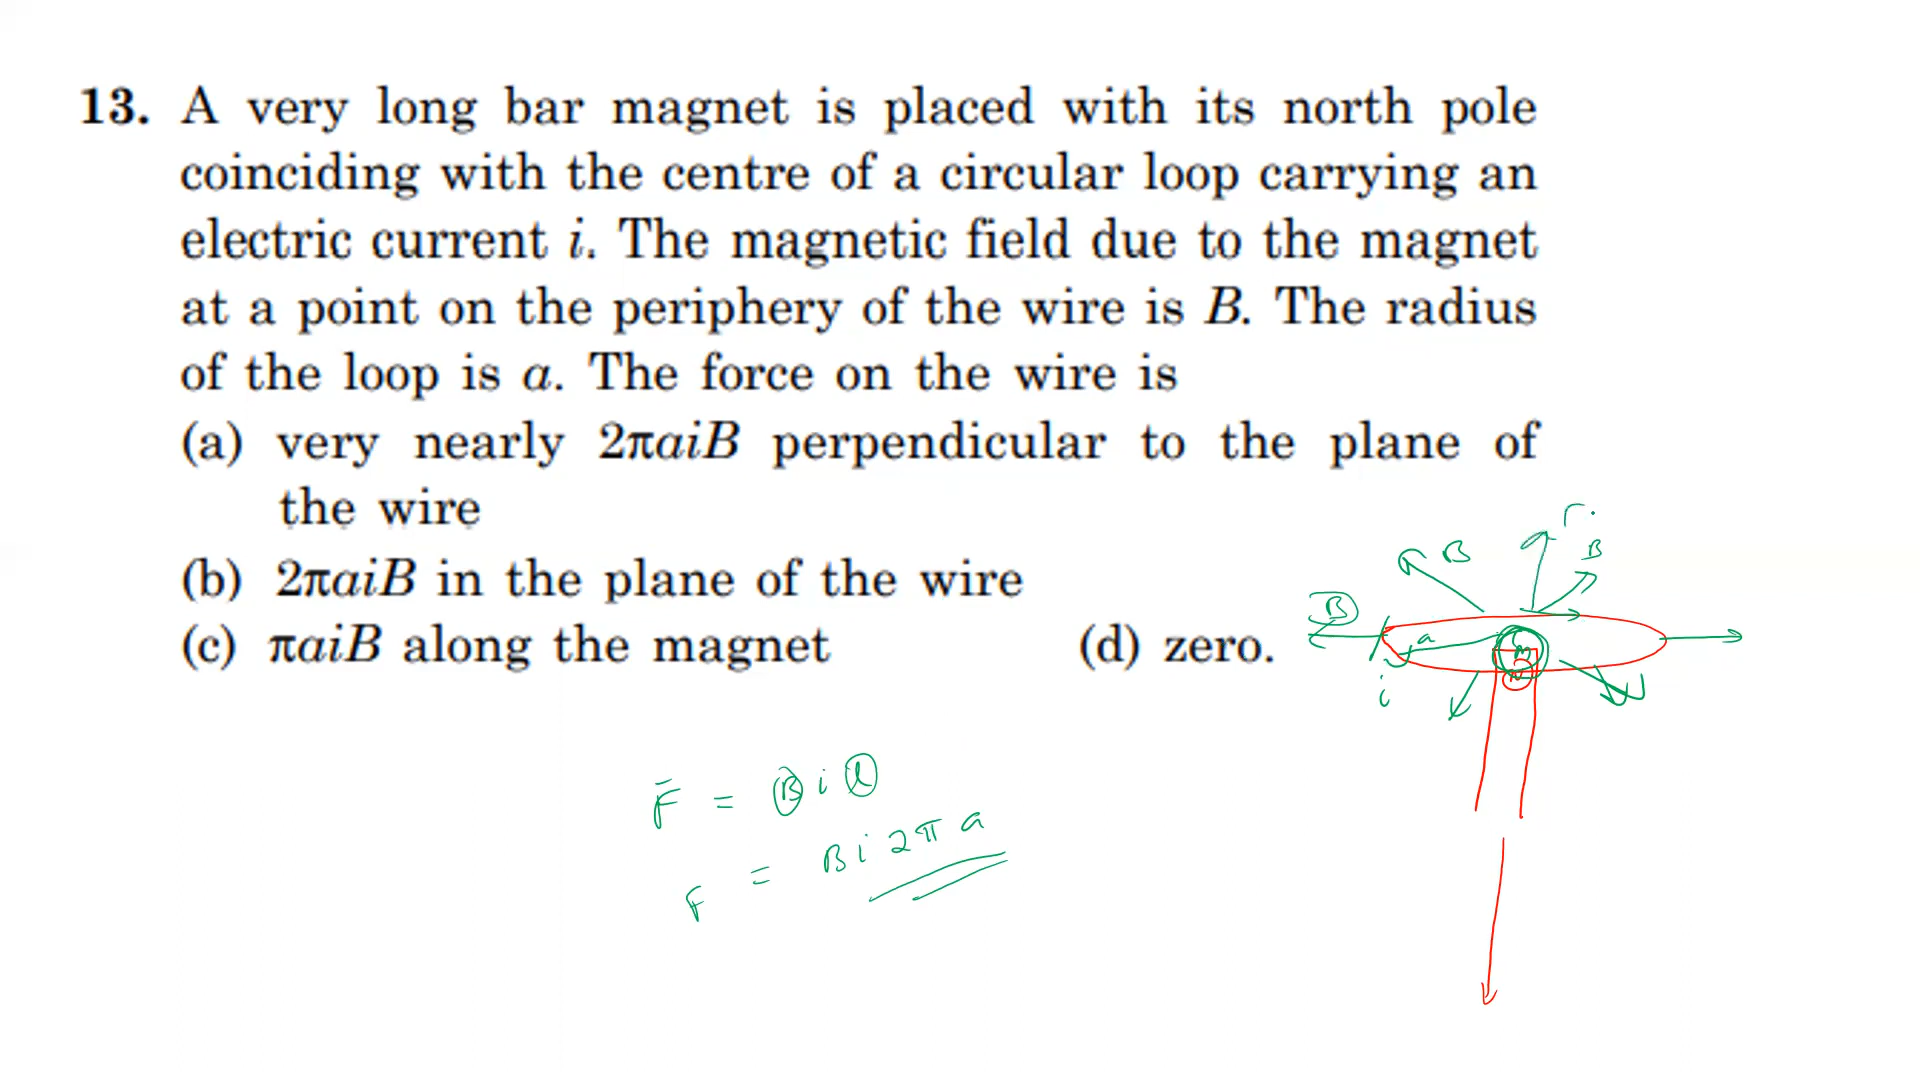 13. A very long bar magnet is placed with its north pole
coinciding with the centre of a circular loop carrying an
electric current i. The magnetic field due to the magnet
at a point on the periphery of the wire is B. The radius
of the loop is a. The force on the wire is
(a) very nearly 2πaiB perpendicular to the plane of
the wire
(b) 2πaiB in the plane of the wire
(c) πaiB along the magnet (d) zero.
B
B
B
a
i
N
F̄ = B i l
F = B i 2π a